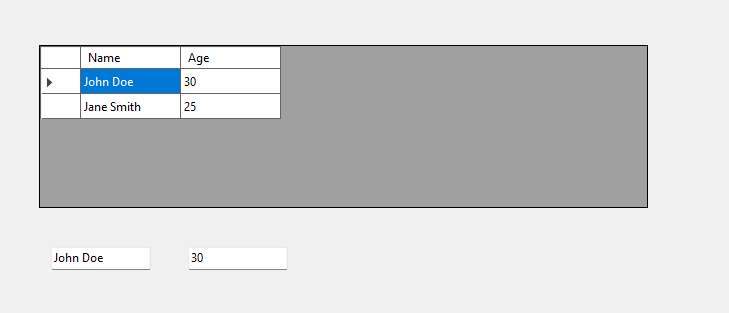 Name Age
John Doe 30
Jane Smith 25
John Doe 30